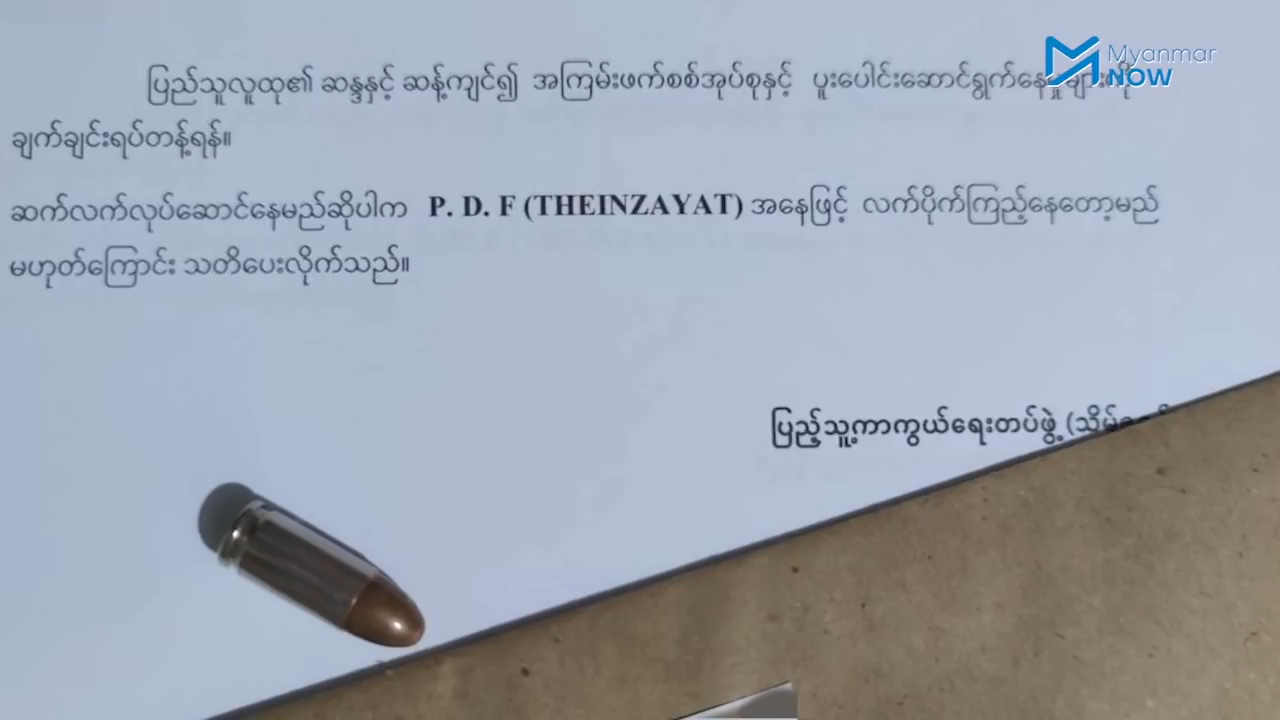 Myanmar
NOW
ပြည်သူလူထု၏ ဆန္ဒနှင့် ဆန့်ကျင်၍ အကြမ်းဖက်စစ်အုပ်စုနှင့် ပူးပေါင်းဆောင်ရွက်နေမှုများကို
ချက်ချင်းရပ်တန့်ရန်။
ဆက်လက်လုပ်ဆောင်နေမည်ဆိုပါက P. D. F (THEINZAYAT) အနေဖြင့် လက်ပိုက်ကြည့်နေတော့မည်
မဟုတ်ကြောင်း သတိပေးလိုက်သည်။
ပြည့်သူ့ကာကွယ်ရေးတပ်ဖွဲ့